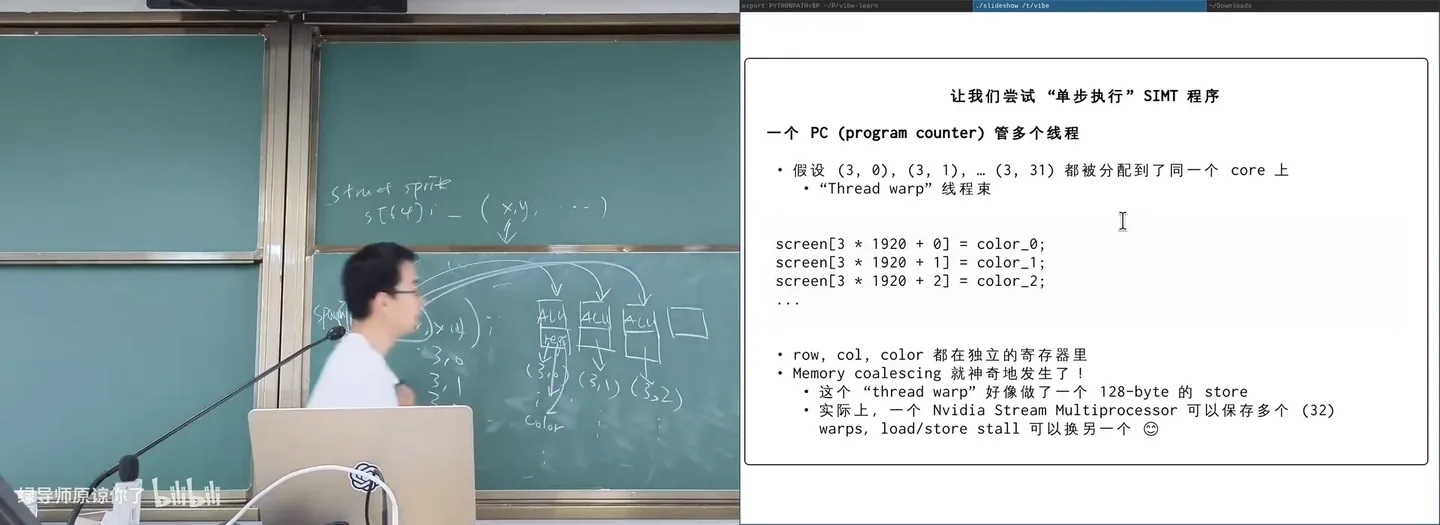 struct sprite
s[64]; _ (x,y, ...)
3,0
3,1
ALU ALU ALU
regs
(3,1) (3,2)
color
绿导师原谅你了 bilibili
export PYTHONPATH=$P ~/P/vibe-learn
./slideshow /t/vibe
~/Downloads
让我们尝试 “单步执行” SIMT 程序
一个 PC (program counter) 管多个线程
• 假设 (3, 0), (3, 1), … (3, 31) 都被分配到了同一个 core 上
• “Thread warp” 线程束
screen[3 * 1920 + 0] = color_0;
screen[3 * 1920 + 1] = color_1;
screen[3 * 1920 + 2] = color_2;
...
• row, col, color 都在独立的寄存器里
• Memory coalescing 就神奇地发生了！
• 这个 “thread warp” 好像做了一个 128-byte 的 store
• 实际上，一个 Nvidia Stream Multiprocessor 可以保存多个 (32)
warps, load/store stall 可以换另一个 😊